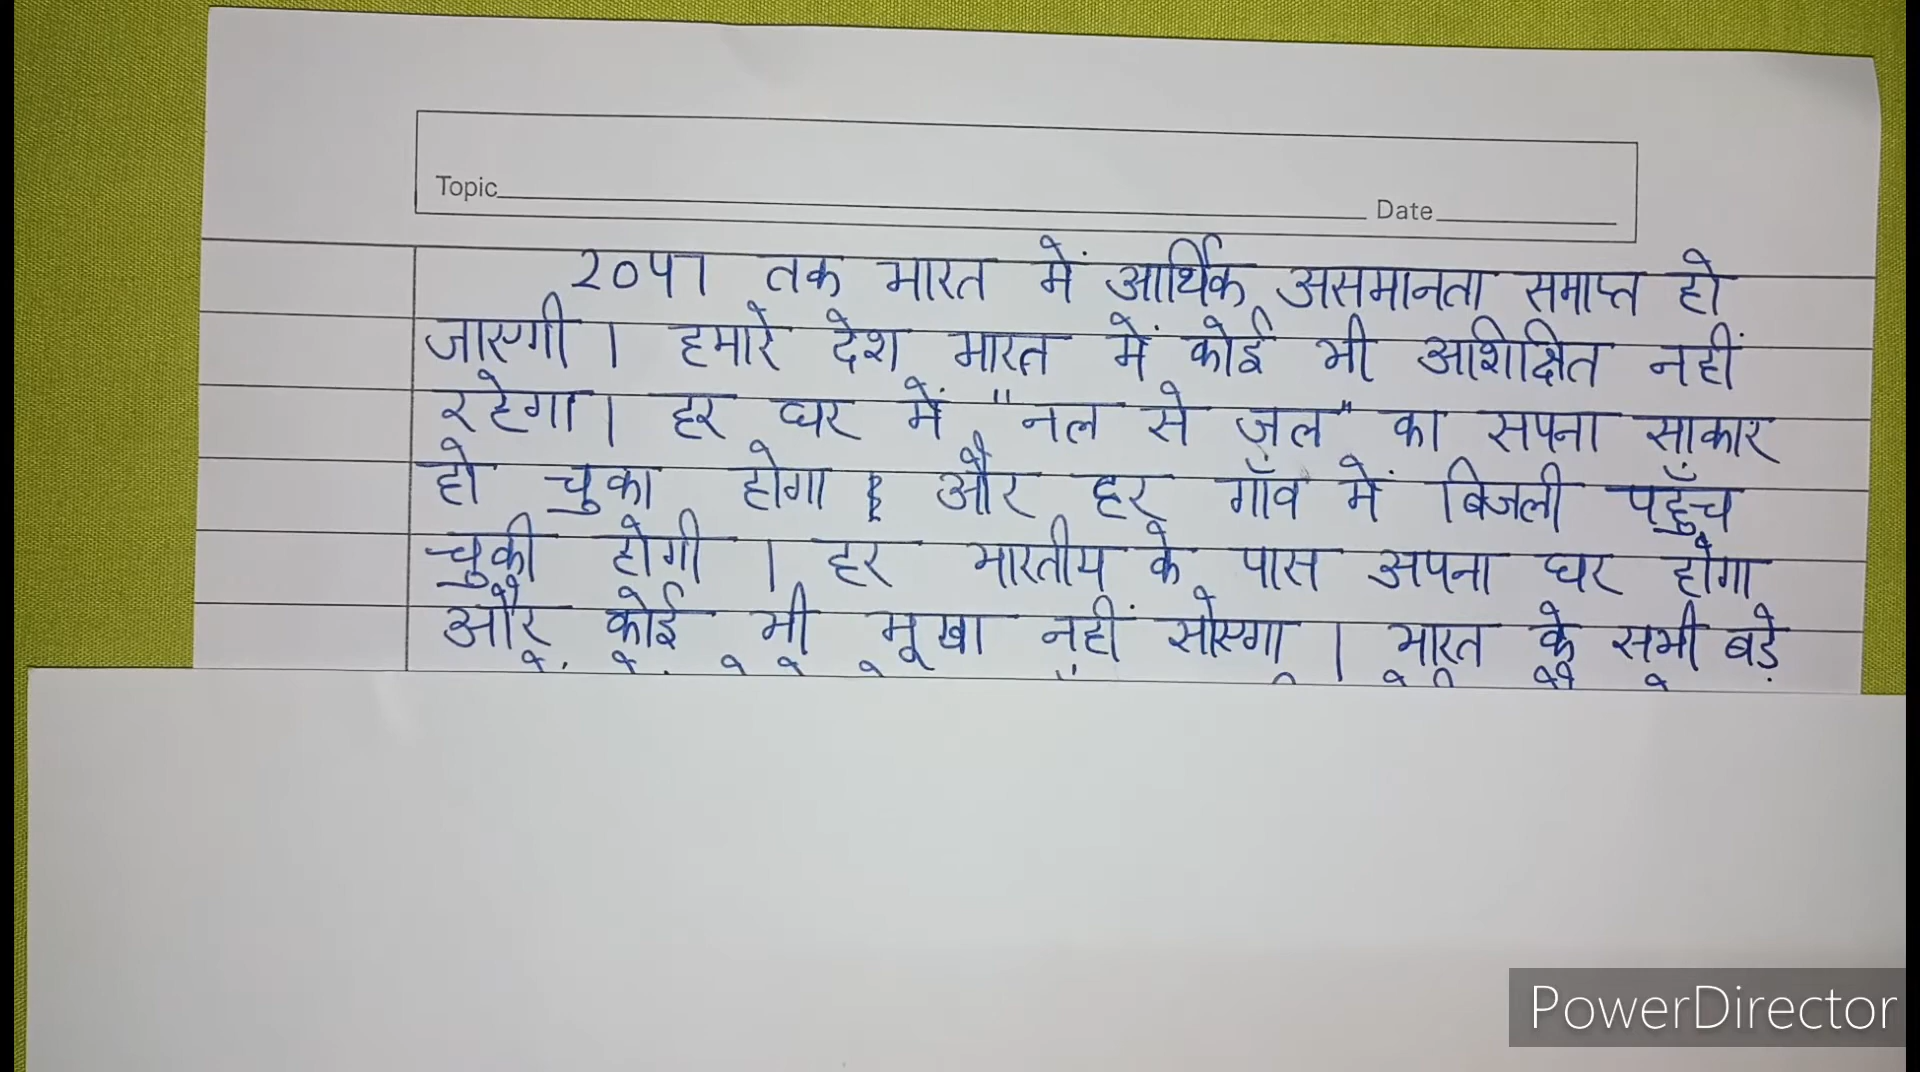 Topic Date
2047 तक भारत में आर्थिक असमानता समाप्त हो
जाएगी । हमारे देश भारत में कोई भी अशिक्षित नहीं
रहेगा । हर घर में "नल से जल" का सपना साकार
हो चुका होगा और हर गाँव में बिजली पहुँच
चुकी होगी । हर भारतीय के पास अपना घर होगा
और कोई भी भूखा नहीं सोएगा । भारत के सभी बड़े
PowerDirector